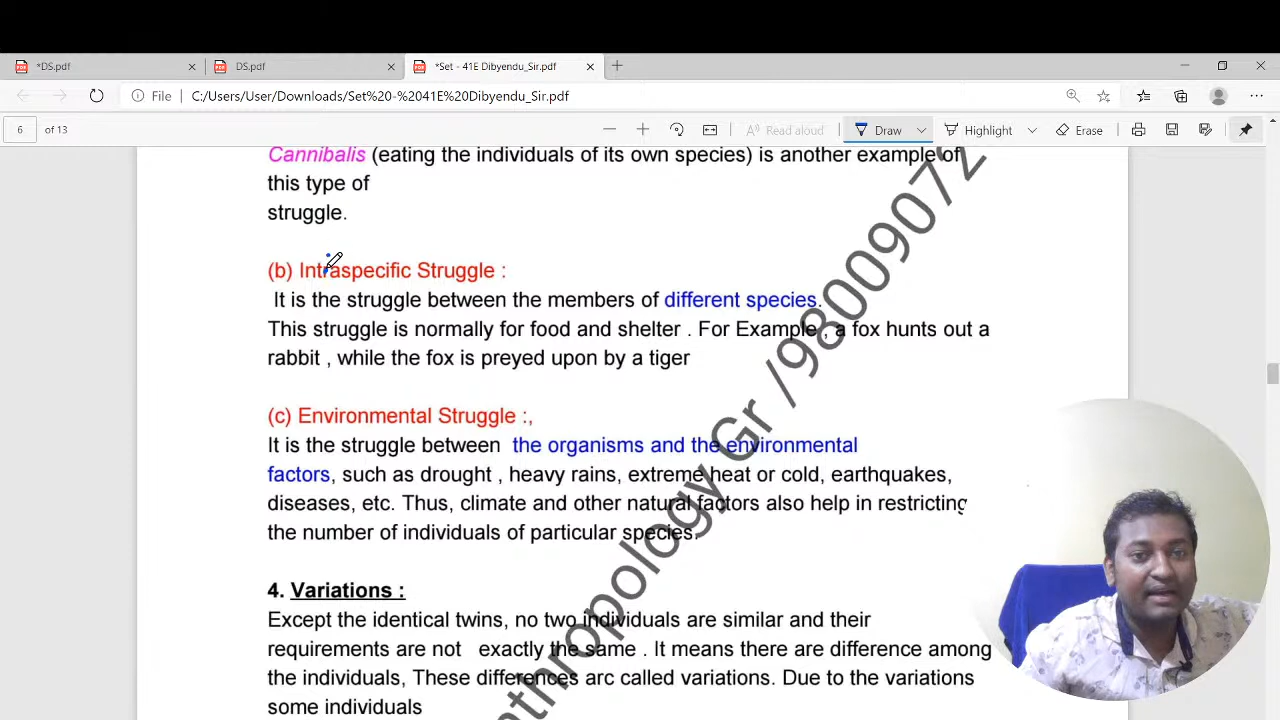 *DS.pdf
DS.pdf
*Set - 41E Dibyendu_Sir.pdf
File
C:/Users/User/Downloads/Set%20-%2041E%20Dibyendu_Sir.pdf
6 of 13
Read aloud
Draw
Highlight
Erase
Cannibalis (eating the individuals of its own species) is another example of
this type of
struggle.
(b) Intraspecific Struggle :
It is the struggle between the members of different species.
This struggle is normally for food and shelter . For Example , a fox hunts out a
rabbit , while the fox is preyed upon by a tiger
(c) Environmental Struggle :,
It is the struggle between the organisms and the environmental
factors, such as drought , heavy rains, extreme heat or cold, earthquakes,
diseases, etc. Thus, climate and other natural factors also help in restricting
the number of individuals of particular species.
4. Variations :
Except the identical twins, no two individuals are similar and their
requirements are not exactly the same . It means there are difference among
the individuals, These differences arc called variations. Due to the variations
some individuals
thropology Gr /98009072